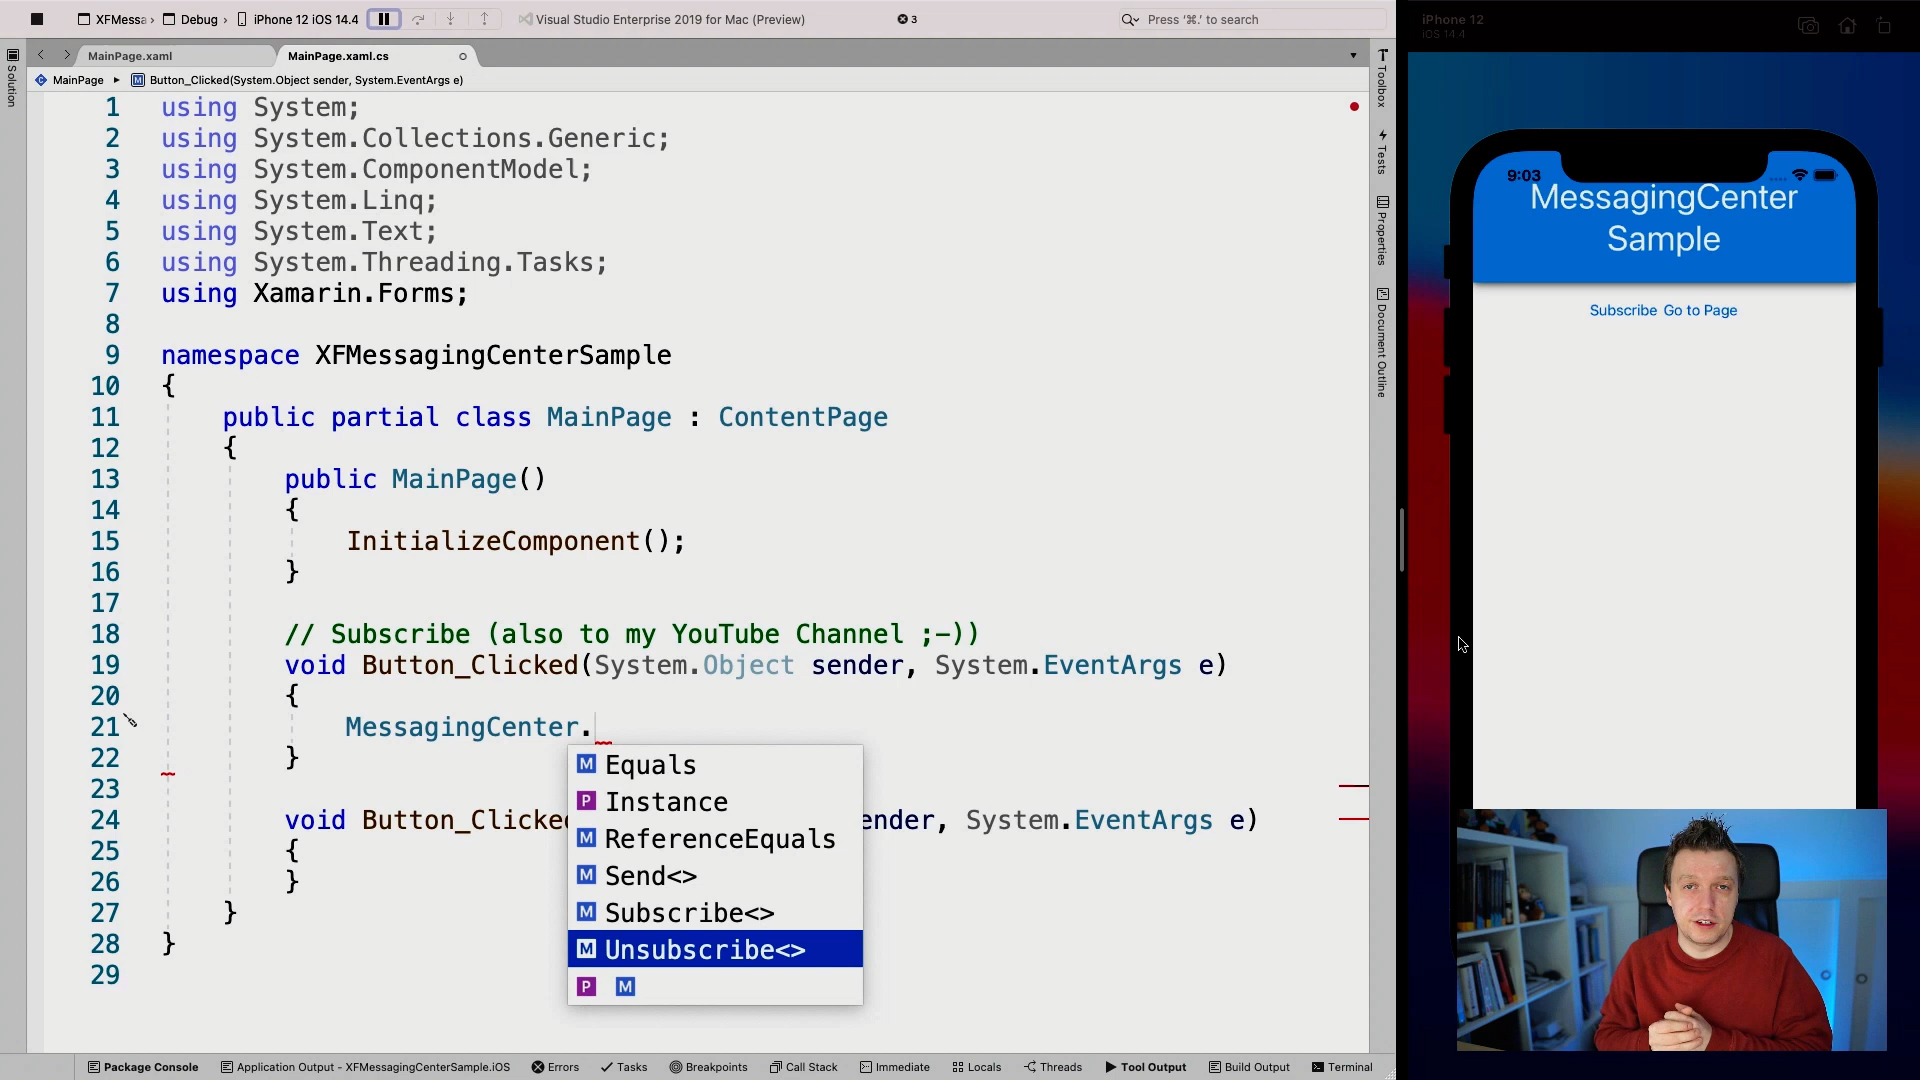 XFMessa › Debug › iPhone 12 iOS 14.4
Visual Studio Enterprise 2019 for Mac (Preview)
3
Press '⌘.' to search
MainPage.xaml
MainPage.xaml.cs
MainPage ▸ M Button_Clicked(System.Object sender, System.EventArgs e)
Solution
1 using System;
2 using System.Collections.Generic;
3 using System.ComponentModel;
4 using System.Linq;
5 using System.Text;
6 using System.Threading.Tasks;
7 using Xamarin.Forms;
8
9 namespace XFMessagingCenterSample
10 {
11 public partial class MainPage : ContentPage
12 {
13 public MainPage()
14 {
15 InitializeComponent();
16 }
17
18 // Subscribe (also to my YouTube Channel ;-))
19 void Button_Clicked(System.Object sender, System.EventArgs e)
20 {
21 MessagingCenter.
22 }
23
24 void Button_Clicked ender, System.EventArgs e)
25 {
26 }
27 }
28 }
29
M Equals
P Instance
M ReferenceEquals
M Send<>
M Subscribe<>
M Unsubscribe<>
P M
Toolbox
Tests
Properties
Document Outline
Package Console
Application Output - XFMessagingCenterSample.iOS
Errors
Tasks
Breakpoints
Call Stack
Immediate
Locals
Threads
Tool Output
Build Output
Terminal
iPhone 12
iOS 14.4
9:03
MessagingCenter
Sample
Subscribe Go to Page